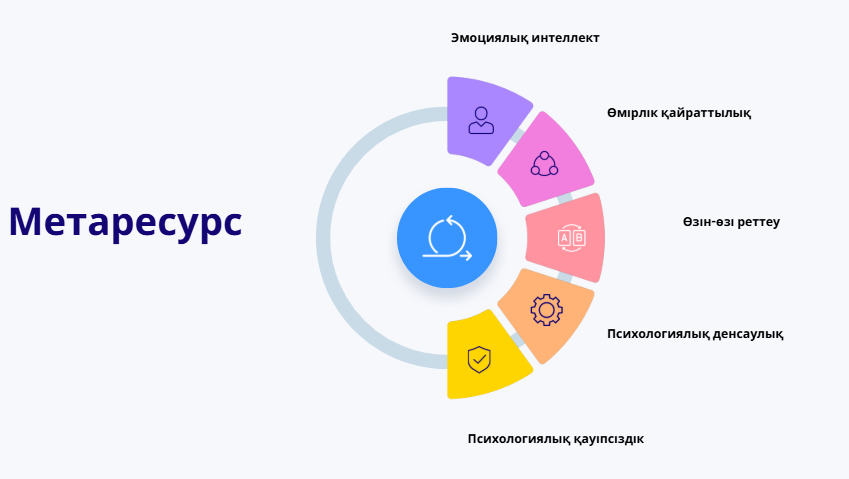 Эмоциялық интеллект
Өмірлік қайраттылық
Метаресурс
Өзін-өзі реттеу
A B
Психологиялық денсаулық
Психологиялық қауіпсіздік